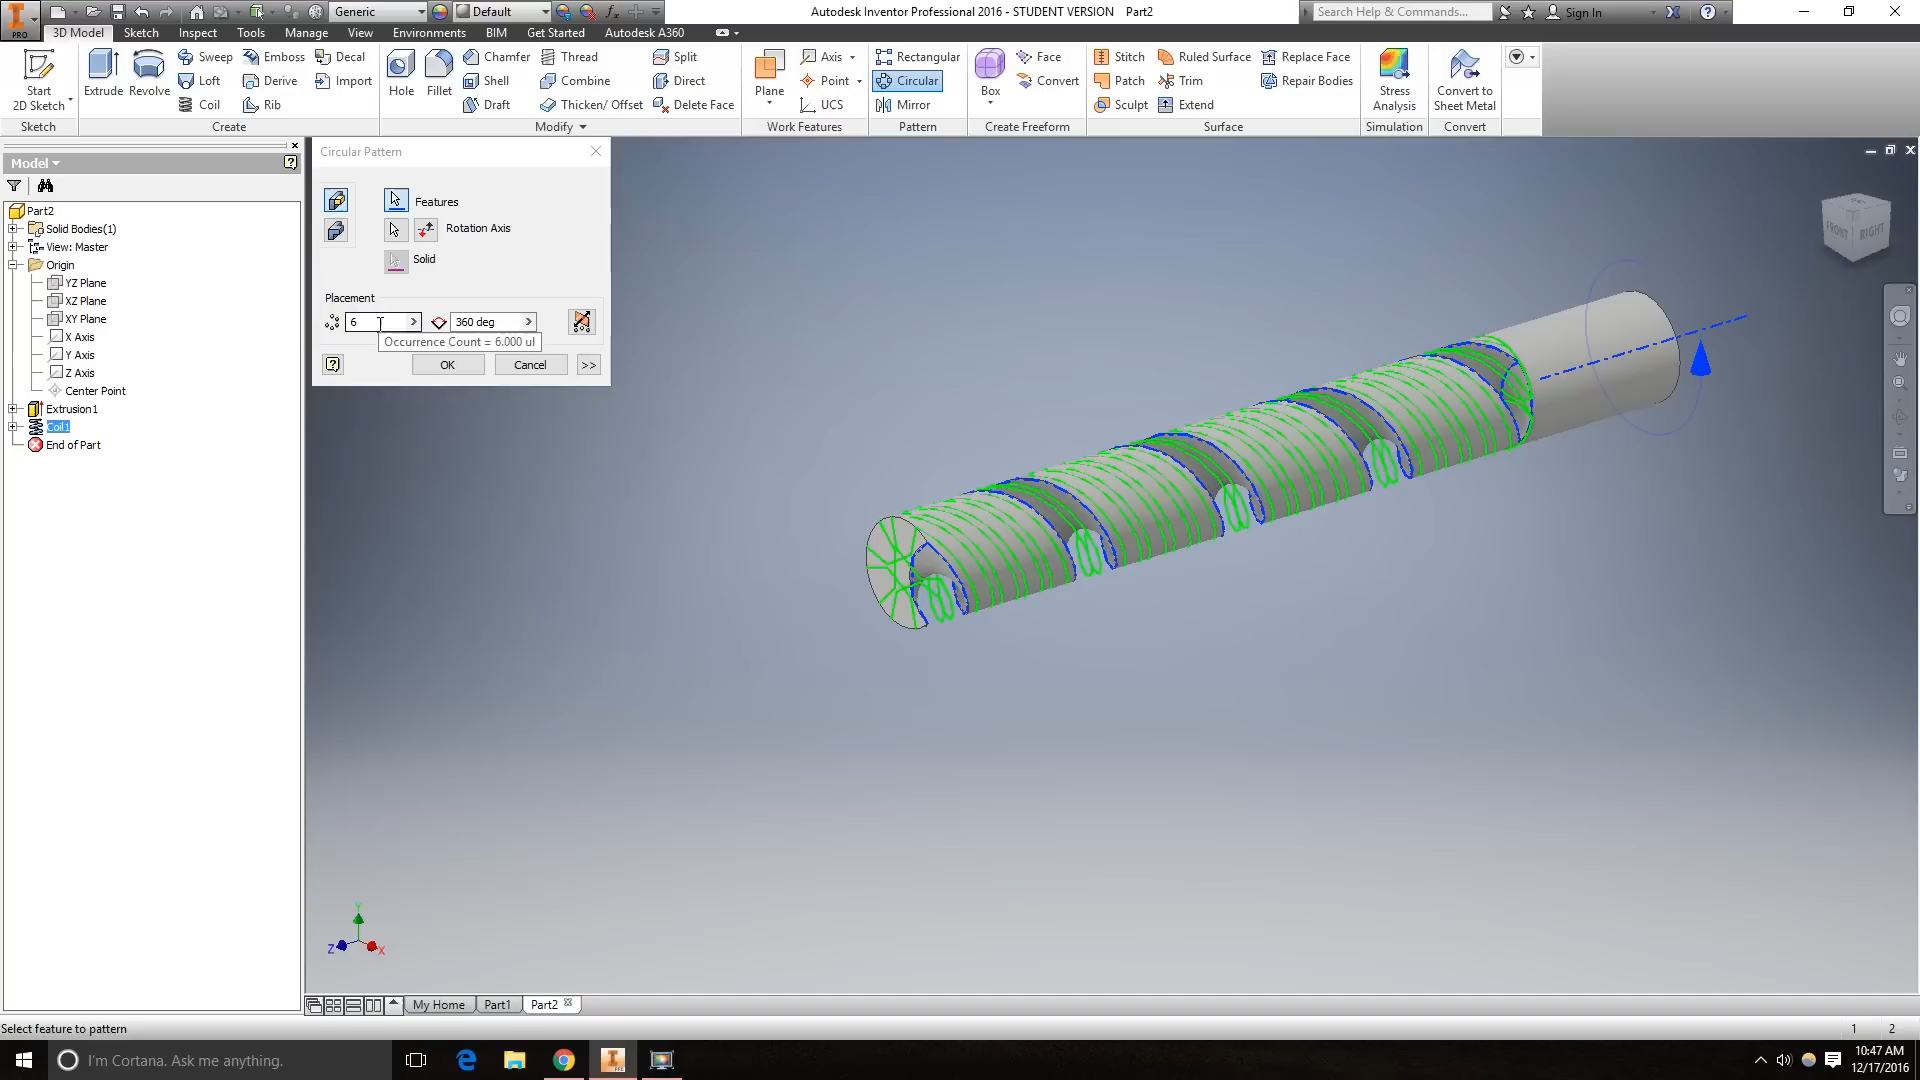 Generic
Default
Autodesk Inventor Professional 2016 - STUDENT VERSION Part2
Search Help & Commands...
Sign In
PRO
3D Model Sketch Inspect Tools Manage View Environments BIM Get Started Autodesk A360
Start
2D Sketch
Sketch
Extrude Revolve
Sweep Emboss Decal
Loft Derive Import
Coil Rib
Create
Hole Fillet
Chamfer Thread Split
Shell Combine Direct
Draft Thicken/ Offset Delete Face
Modify
Plane
Axis
Point
UCS
Work Features
Rectangular
Circular
Mirror
Pattern
Box
Face
Convert
Create Freeform
Stitch Ruled Surface Replace Face
Patch Trim Repair Bodies
Sculpt Extend
Surface
Stress
Analysis
Simulation
Convert to
Sheet Metal
Convert
Model
Part2
Solid Bodies(1)
View: Master
Origin
YZ Plane
XZ Plane
XY Plane
X Axis
Y Axis
Z Axis
Center Point
Extrusion1
Coil1
End of Part
Circular Pattern
Features
Rotation Axis
Solid
Placement
6
360 deg
Occurrence Count = 6.000 ul
OK
Cancel
>>
FRONT
RIGHT
Y
Z
X
My Home
Part1
Part2
Select feature to pattern
1
2
I'm Cortana. Ask me anything.
10:47 AM
12/17/2016